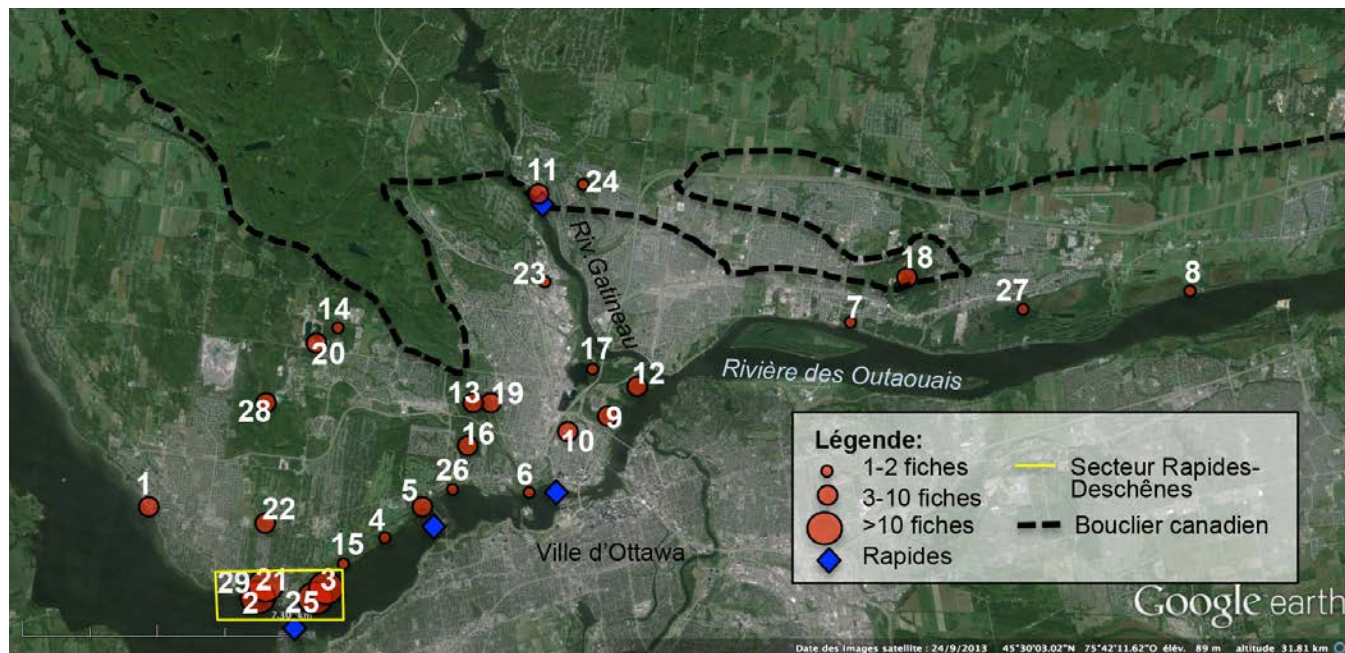 11
24
Riv.Gatineau
23
18
8
27
7
14
20
17
12
Rivière des Outaouais
28
13
19
9
10
16
26
6
1
5
22
4
15
Ville d'Ottawa
29
21
3
2
25
Légende:
1-2 fiches
3-10 fiches
>10 fiches
Rapides
Secteur Rapides-
Deschênes
Bouclier canadien
Google earth
Date des images satellite : 24/9/2013 45°30'03.02"N 75°42'11.62"O élév. 89 m altitude 31.81 km